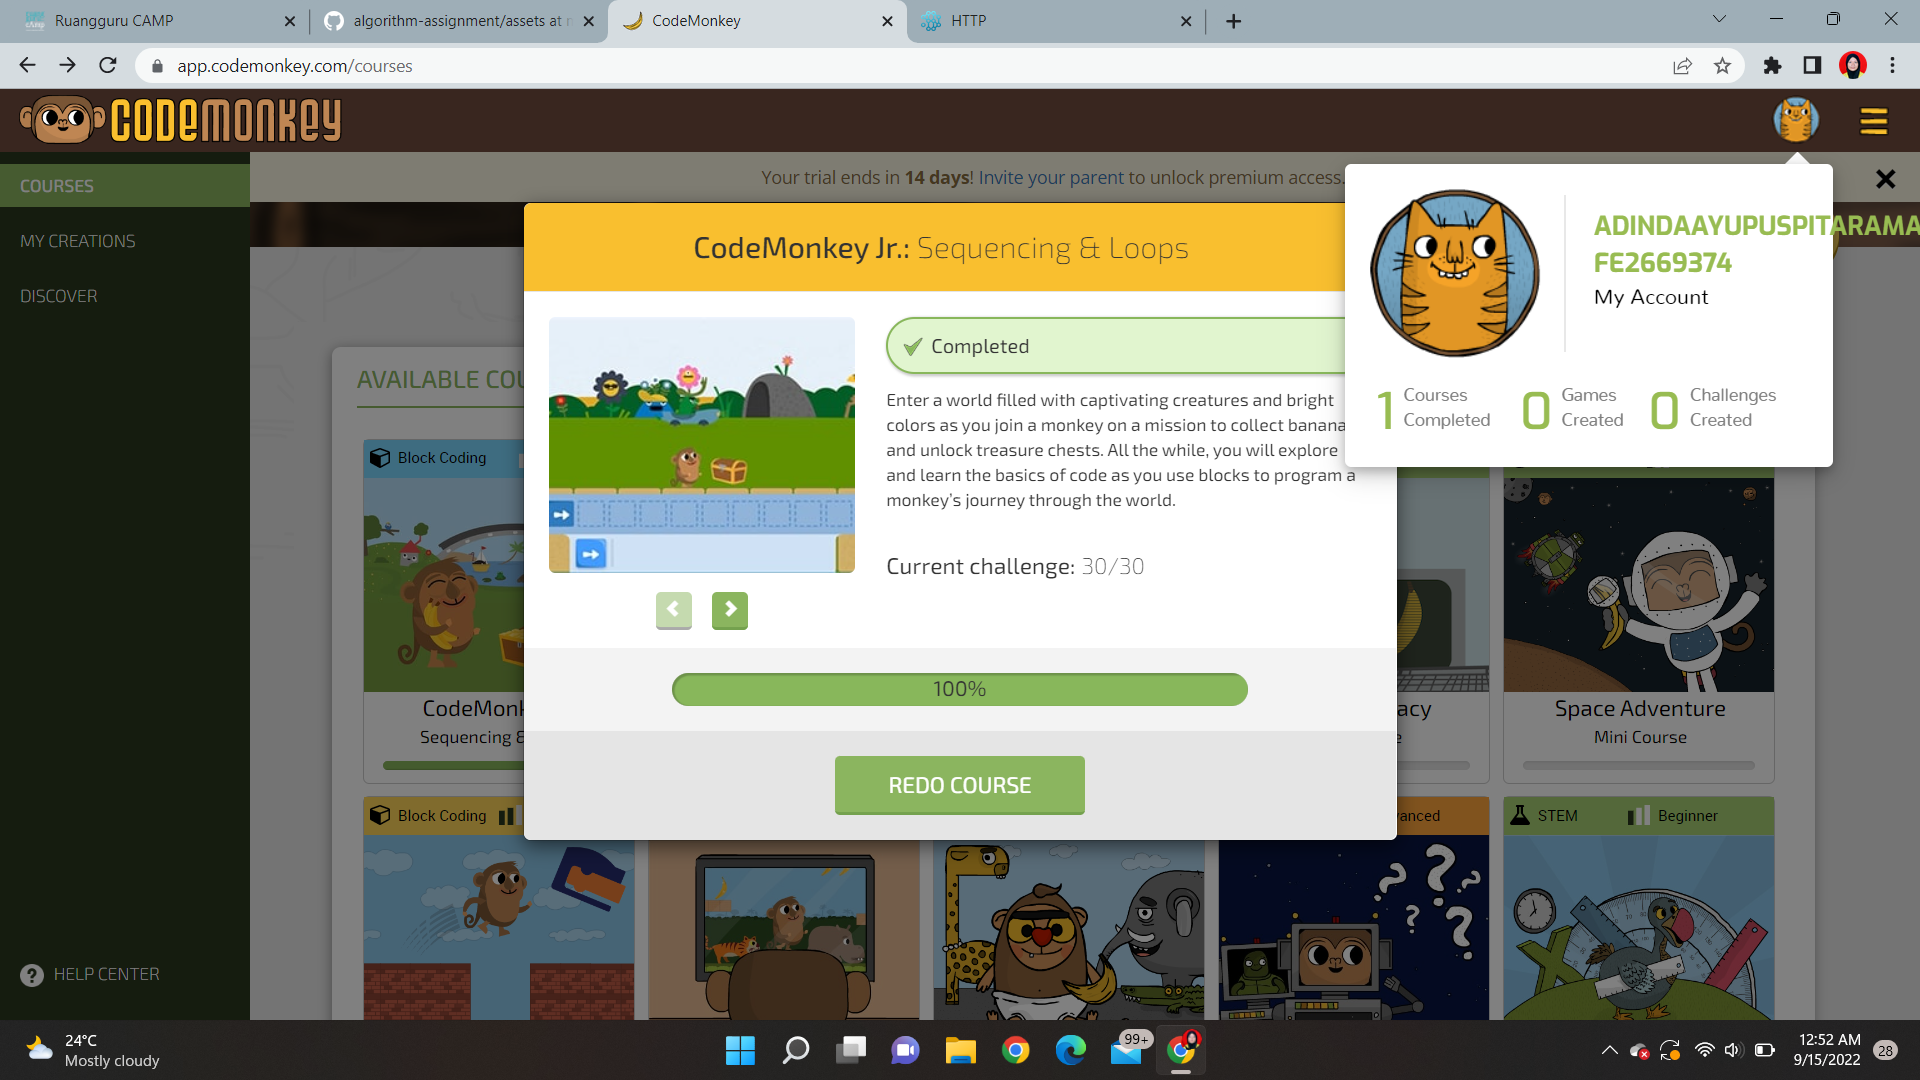 Ruangguru CAMP
algorithm-assignment/assets at
CodeMonkey
HTTP
app.codemonkey.com/courses
CODEMONKEY
COURSES
MY CREATIONS
DISCOVER
HELP CENTER
Your trial ends in 14 days! Invite your parent to unlock premium access.
ADINDAAYUPUSPITARAMA
FE2669374
My Account
1 Courses Completed
0 Games Created
0 Challenges Created
CodeMonkey Jr.: Sequencing & Loops
Completed
Enter a world filled with captivating creatures and bright
colors as you join a monkey on a mission to collect banana
and unlock treasure chests. All the while, you will explore
and learn the basics of code as you use blocks to program a
monkey's journey through the world.
Current challenge: 30/30
100%
REDO COURSE
AVAILABLE COU
Block Coding
CodeMonk
Sequencing &
acy
Space Adventure
Mini Course
Block Coding
anced
STEM
Beginner
24°C
Mostly cloudy
99+
12:52 AM
9/15/2022
28